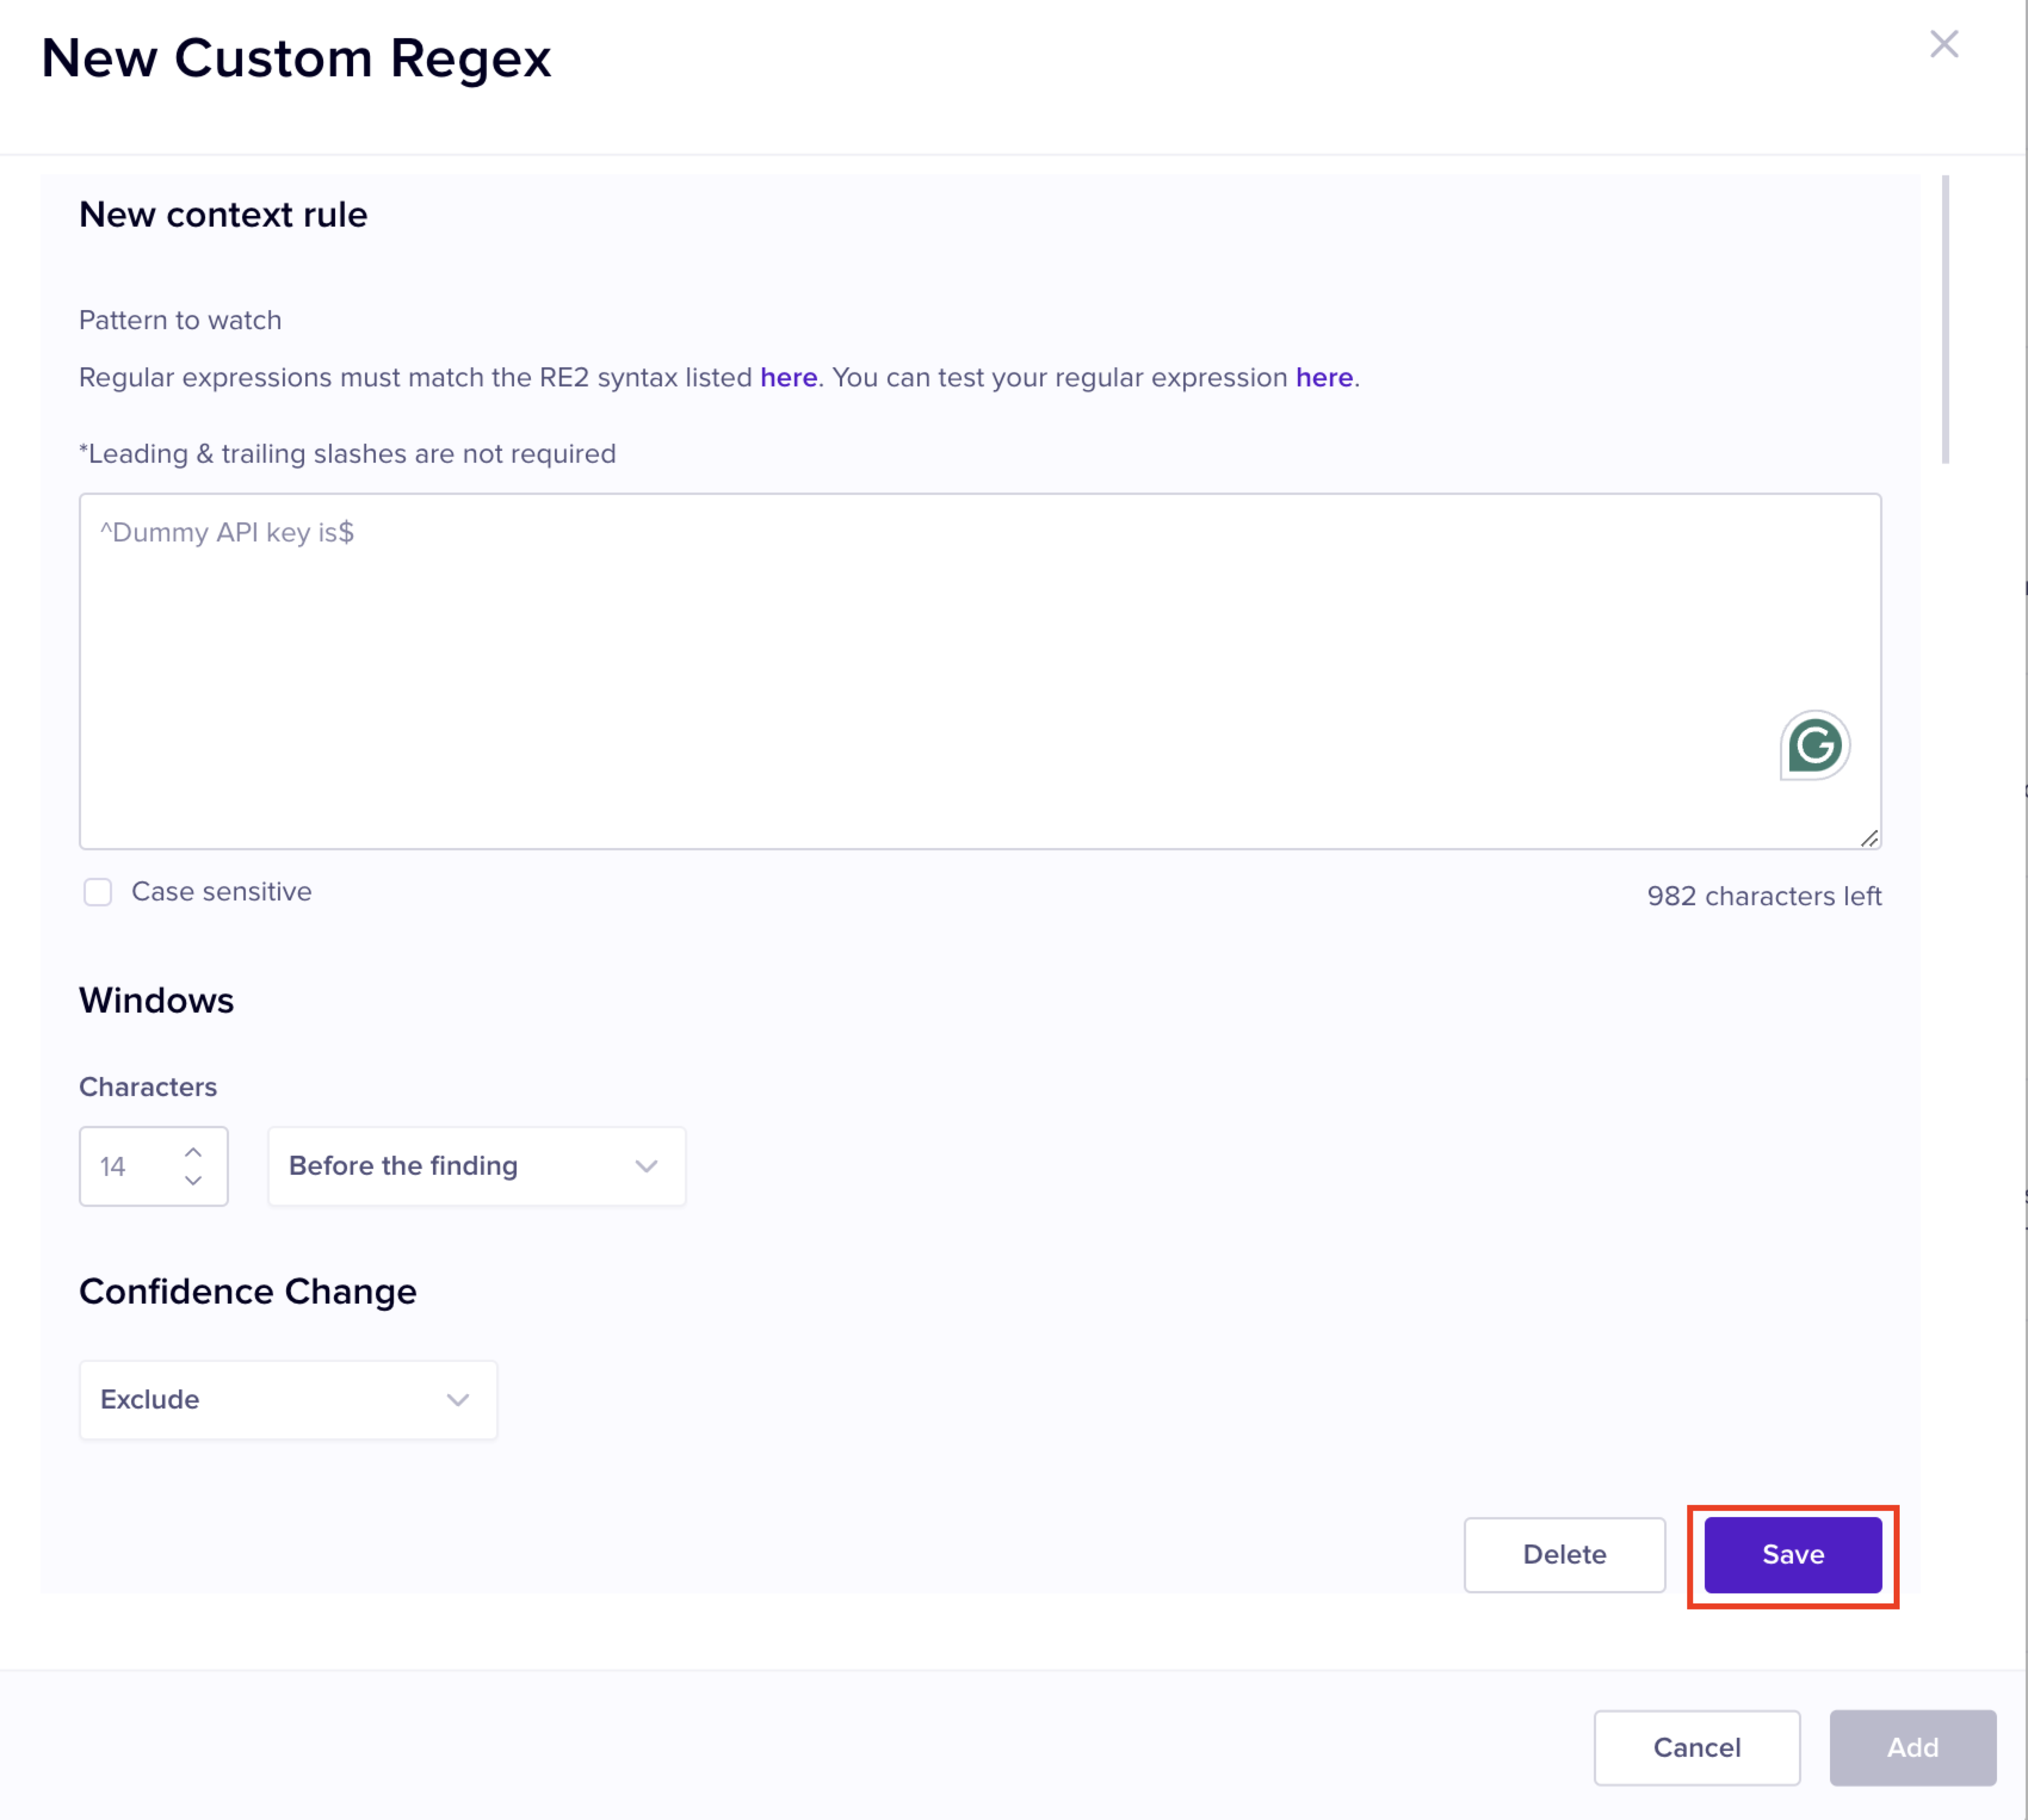 New Custom Regex
New context rule
Pattern to watch
Regular expressions must match the RE2 syntax listed here. You can test your regular expression here.
*Leading & trailing slashes are not required
^Dummy API key is$
G
Case sensitive
982 characters left
Windows
Characters
14
Before the finding
Confidence Change
Exclude
Delete
Save
Cancel
Add